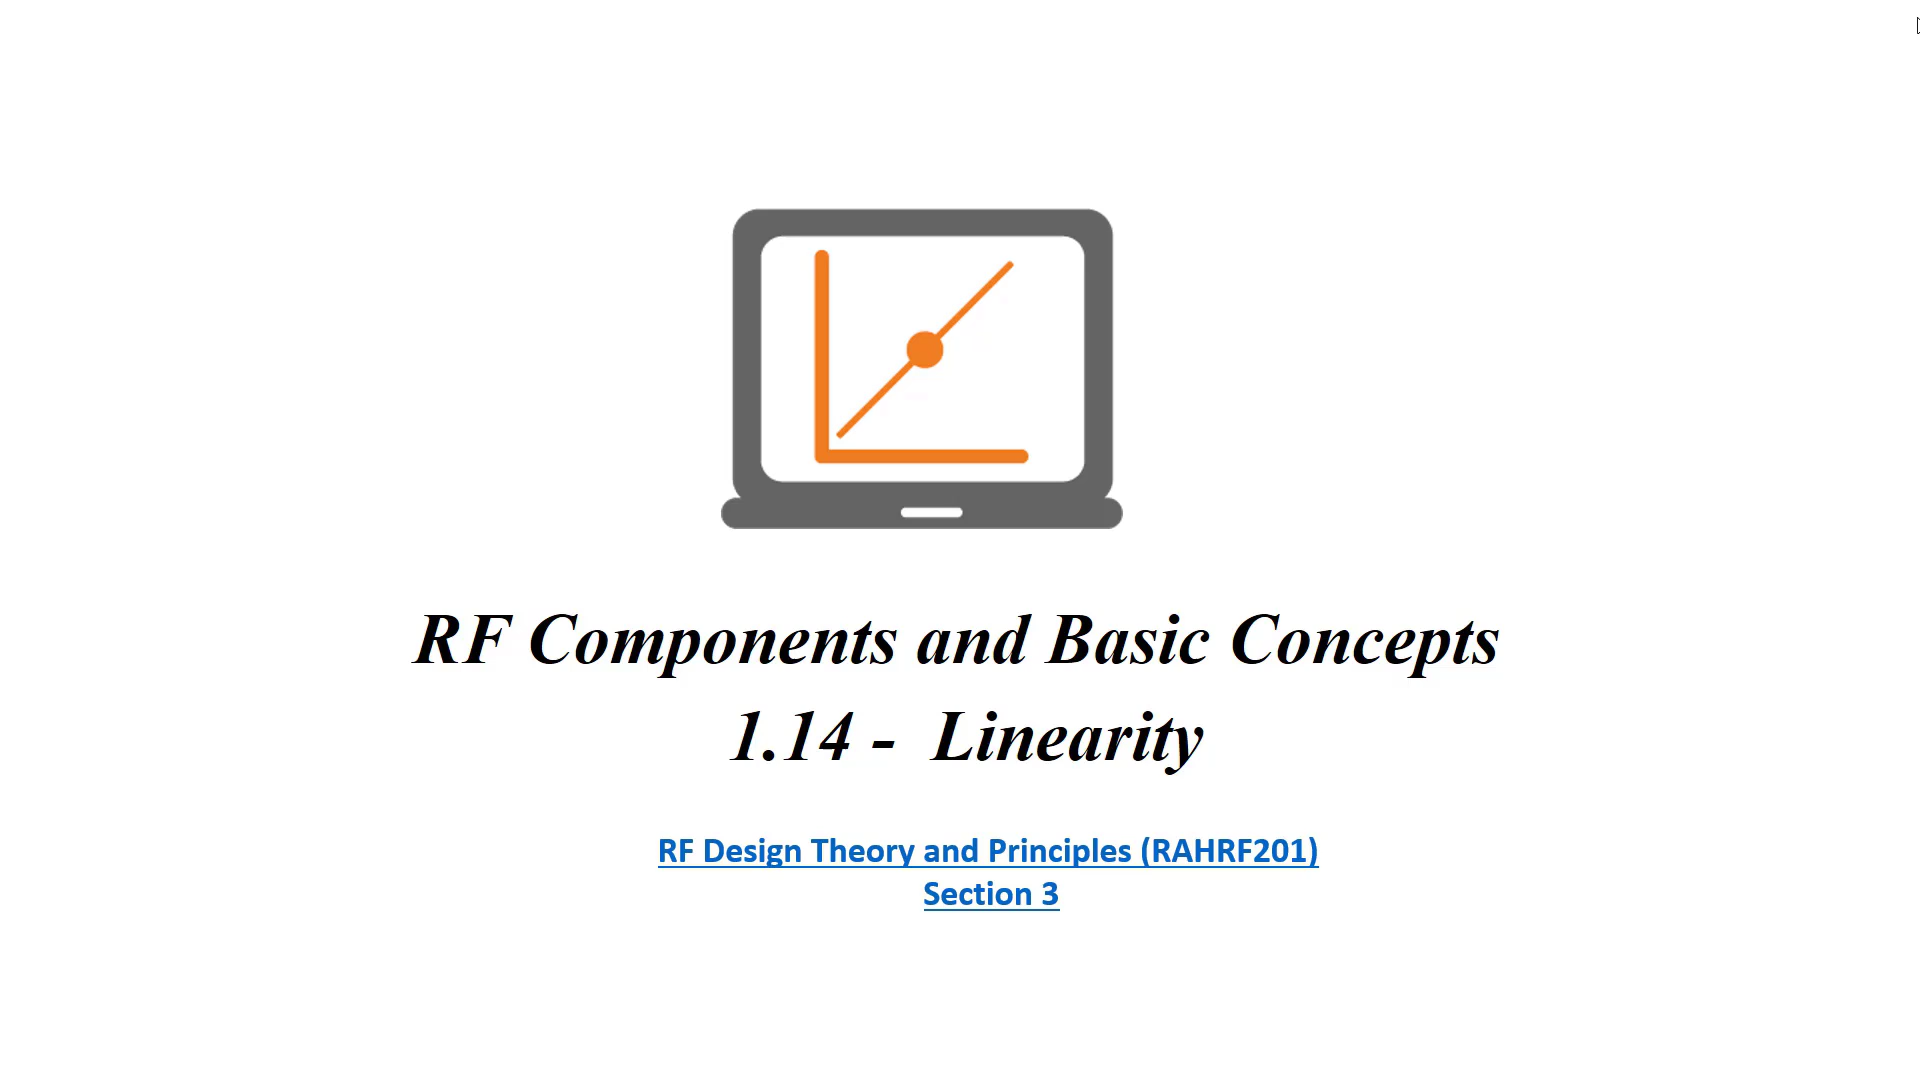 RF Components and Basic Concepts
1.14 -  Linearity
RF Design Theory and Principles (RAHRF201)
Section 3